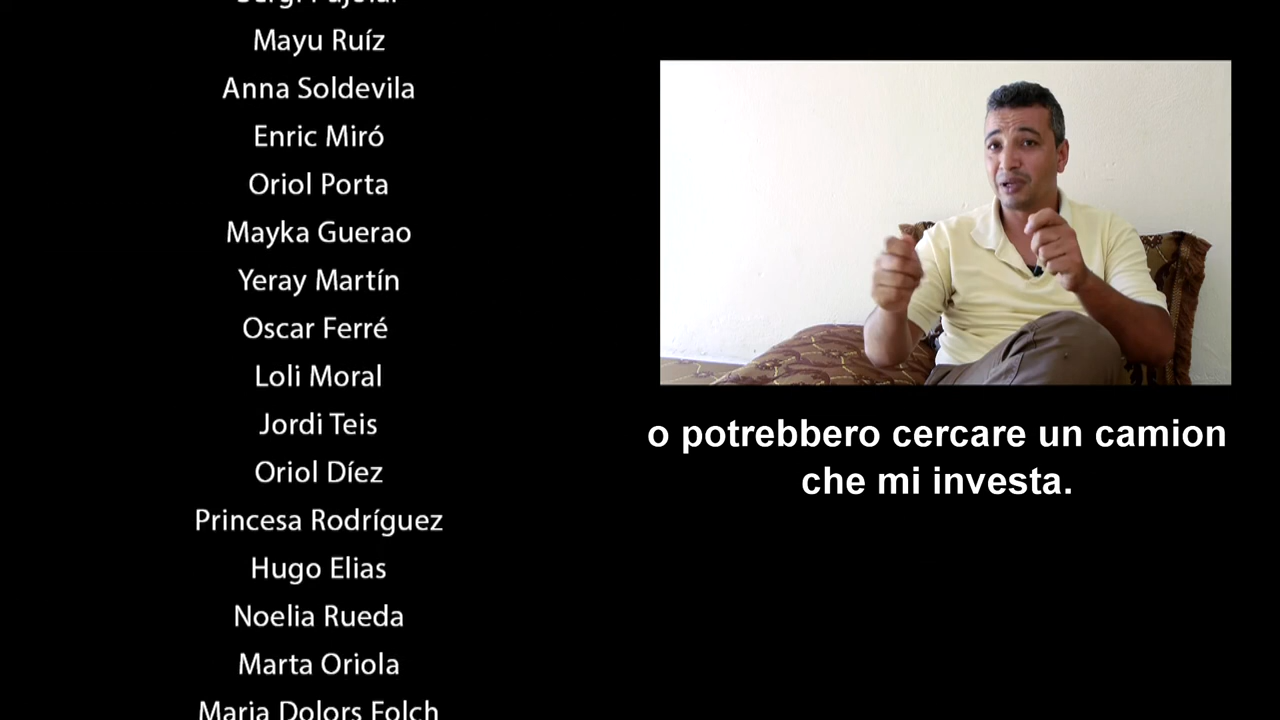 Mayu Ruíz
Anna Soldevila
Enric Miró
Oriol Porta
Mayka Guerao
Yeray Martín
Oscar Ferré
Loli Moral
Jordi Teis
Oriol Díez
Princesa Rodríguez
Hugo Elias
Noelia Rueda
Marta Oriola
Maria Dolors Folch
o potrebbero cercare un camion
che mi investa.